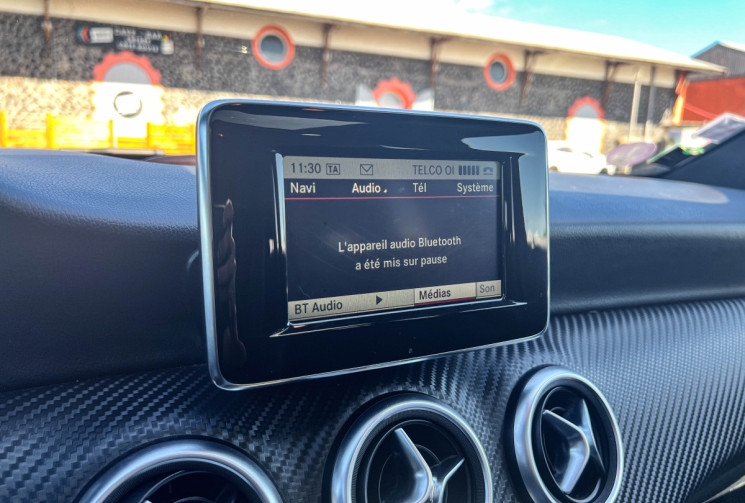 11:30 TA TELCO OI
Navi Audio Tél Système
L'appareil audio Bluetooth
a été mis sur pause
BT Audio Médias Son